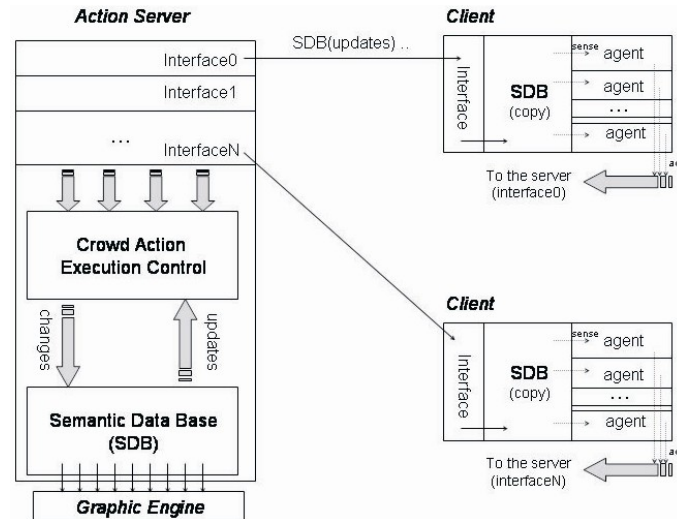 Action Server
Interface0
Interface1
...
InterfaceN
Crowd Action
Execution Control
changes
updates
Semantic Data Base
(SDB)
Graphic Engine
SDB(updates) ..
Client
Interface
SDB
(copy)
sense
agent
agent
...
agent
To the server
(interface0)
Client
Interface
SDB
(copy)
sense
agent
agent
...
agent
To the server
(interfaceN)